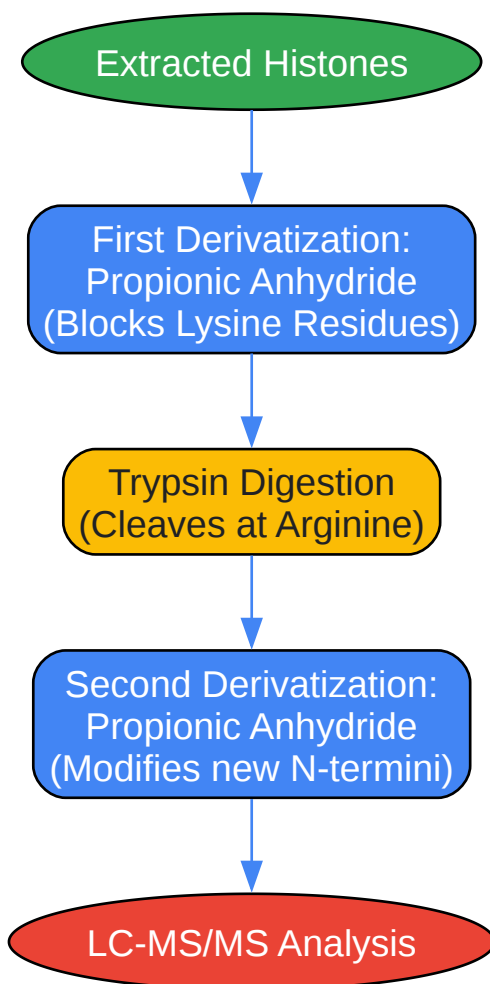 Extracted Histones
First Derivatization:
Propionic Anhydride
(Blocks Lysine Residues)
Trypsin Digestion
(Cleaves at Arginine)
Second Derivatization:
Propionic Anhydride
(Modifies new N-termini)
LC-MS/MS Analysis